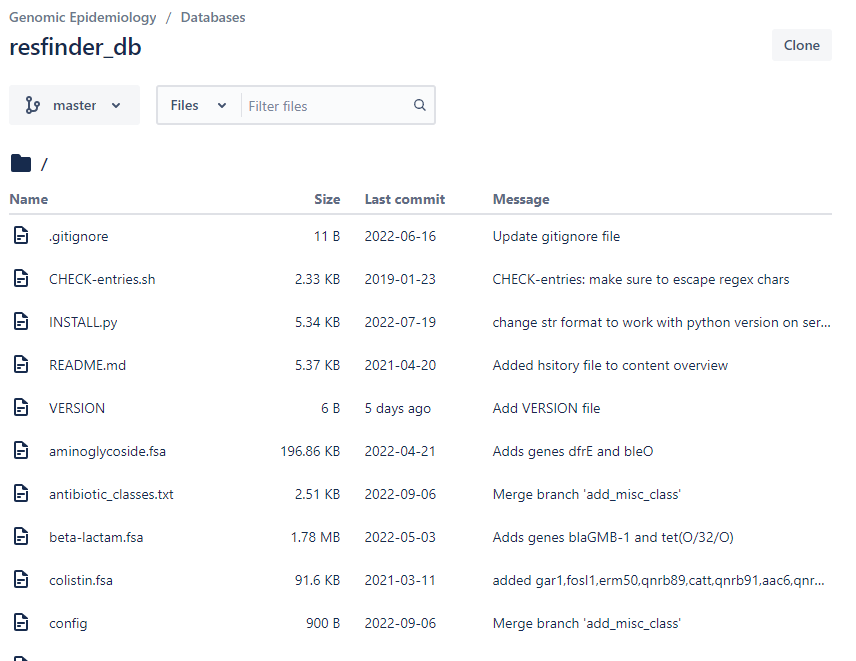 Genomic Epidemiology / Databases
resfinder_db
Clone
master
Files
Filter files
/
Name Size Last commit Message
.gitignore 11 B 2022-06-16 Update gitignore file
CHECK-entries.sh 2.33 KB 2019-01-23 CHECK-entries: make sure to escape regex chars
INSTALL.py 5.34 KB 2022-07-19 change str format to work with python version on ser...
README.md 5.37 KB 2021-04-20 Added hsitory file to content overview
VERSION 6 B 5 days ago Add VERSION file
aminoglycoside.fsa 196.86 KB 2022-04-21 Adds genes dfrE and bleO
antibiotic_classes.txt 2.51 KB 2022-09-06 Merge branch 'add_misc_class'
beta-lactam.fsa 1.78 MB 2022-05-03 Adds genes blaGMB-1 and tet(O/32/O)
colistin.fsa 91.6 KB 2021-03-11 added gar1,fosl1,erm50,qnrb89,catt,qnrb91,aac6,qnr...
config 900 B 2022-09-06 Merge branch 'add_misc_class'